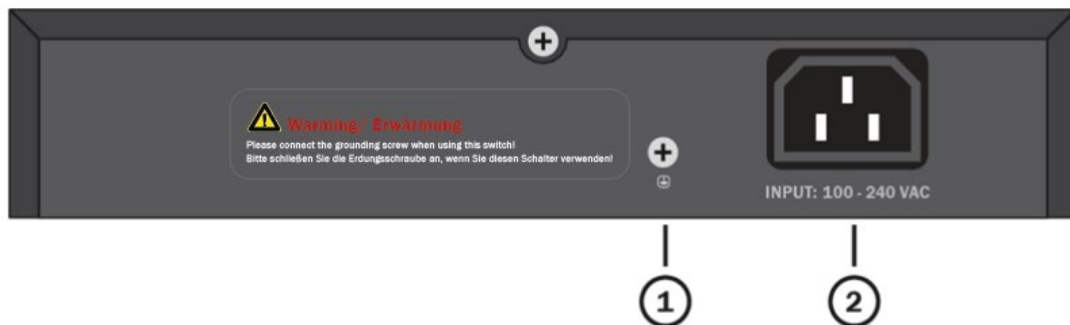 Warming/ Erwärmung
Please connect the grounding screw when using this switch!
Bitte schließen Sie die Erdungsschraube an, wenn Sie diesen Schalter verwenden!
INPUT: 100 - 240 VAC
1
2